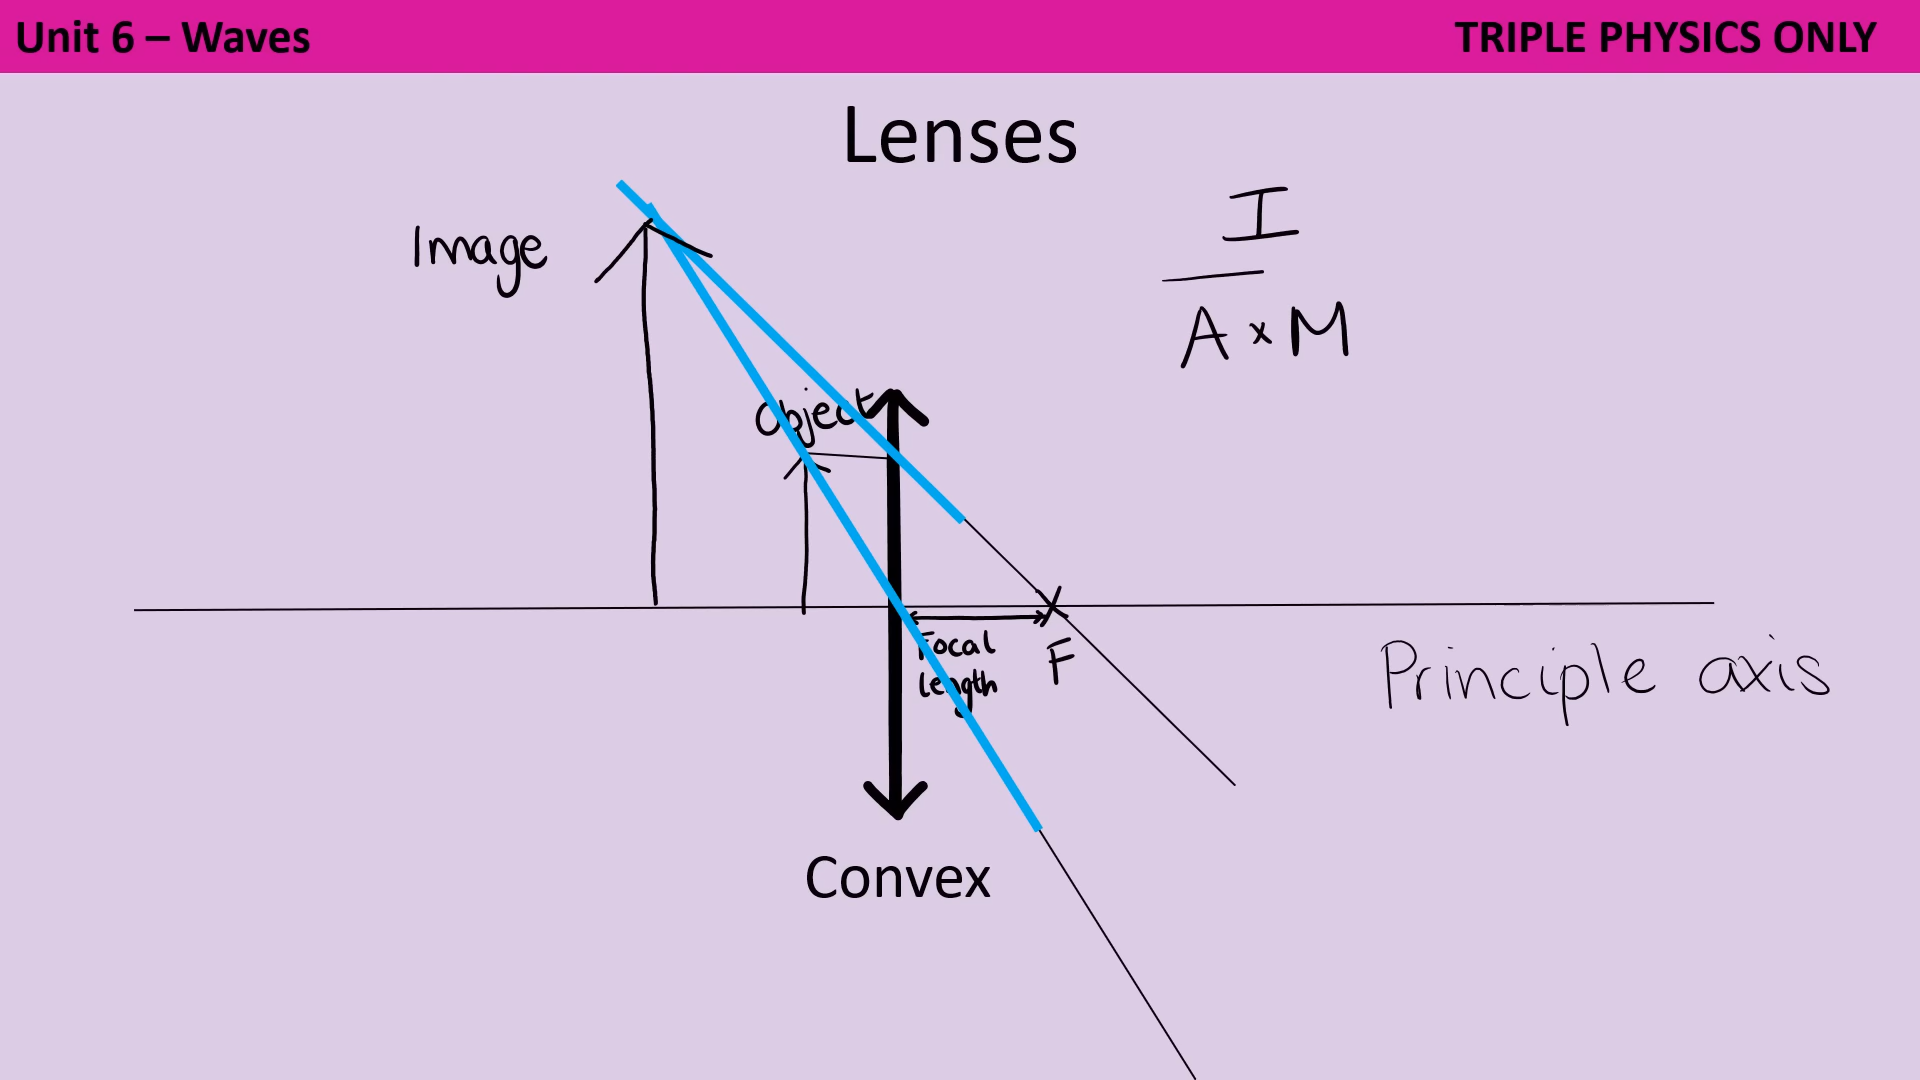 Unit 6 – Waves
TRIPLE PHYSICS ONLY
Lenses
Image
I
A x M
Object
Focal
length
F
Principle axis
Convex